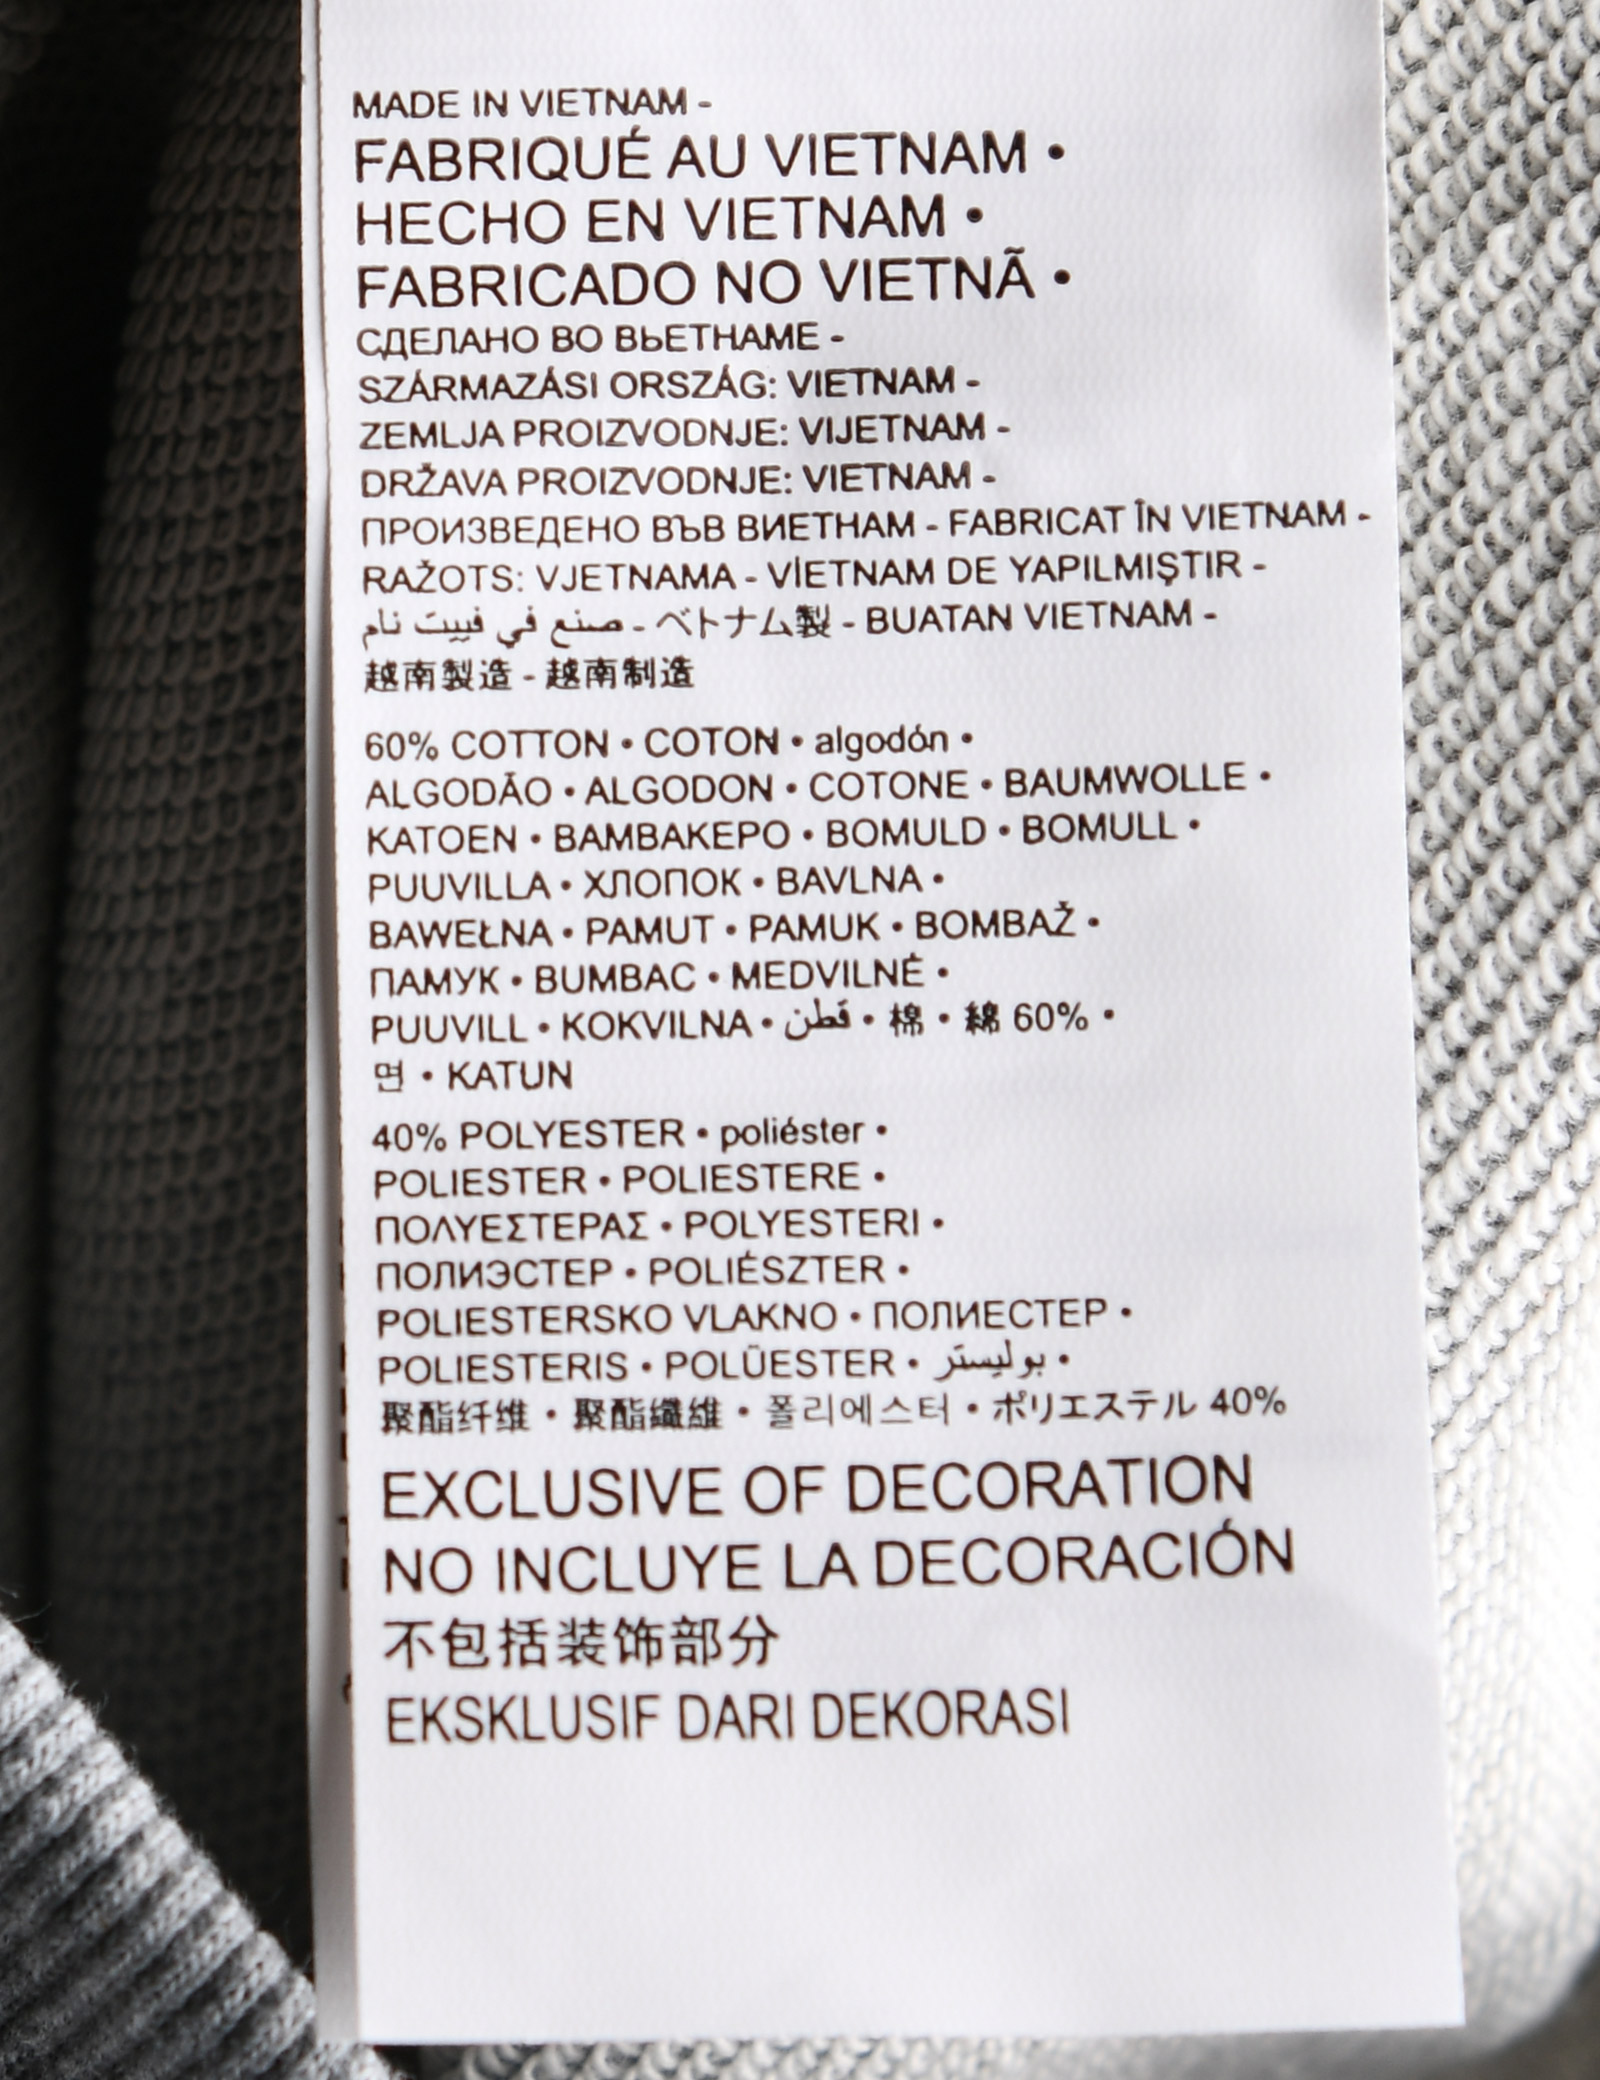 MADE IN VIETNAM -
FABRIQUÉ AU VIETNAM •
HECHO EN VIETNAM •
FABRICADO NO VIETNÃ •
СДЕЛАНО ВО ВЬЕТНАМЕ -
SZÁRMAZÁSI ORSZÁG: VIETNAM -
ZEMLJA PROIZVODNJE: VIJETNAM -
DRŽAVA PROIZVODNJE: VIETNAM -
ПРОИЗВЕДЕНО ВЪВ ВИЕТНАМ - FABRICAT ÎN VIETNAM -
RAŽOTS: VJETNAMA - VİETNAM DE YAPILMIŞTIR -
صنع في فييت نام - ベトナム製 - BUATAN VIETNAM -
越南製造 - 越南制造
60% COTTON • COTON • algodón •
ALGODÃO • ALGODON • COTONE • BAUMWOLLE •
KATOEN • ΒΑΜΒΑΚΕΡΟ • BOMULD • BOMULL •
PUUVILLA • ХЛОПОК • BAVLNA •
BAWEŁNA • PAMUT • PAMUK • BOMBAŽ •
ПАМУК • BUMBAC • MEDVILNĖ •
PUUVILL • KOKVILNA • قطن • 棉 • 綿 60% •
면 • KATUN
40% POLYESTER • poliéster •
POLIESTER • POLIESTERE •
ΠΟΛΥΕΣΤΕΡΑΣ • POLYESTERI •
ПОЛИЭСТЕР • POLIÉSZTER •
POLIESTERSKO VLAKNO • ПОЛИЕСТЕР •
POLIESTERIS • POLÜESTER • بوليستر •
聚酯纤维 • 聚酯纖維 • 폴리에스터 • ポリエステル 40%
EXCLUSIVE OF DECORATION
NO INCLUYE LA DECORACIÓN
不包括装饰部分
EKSKLUSIF DARI DEKORASI